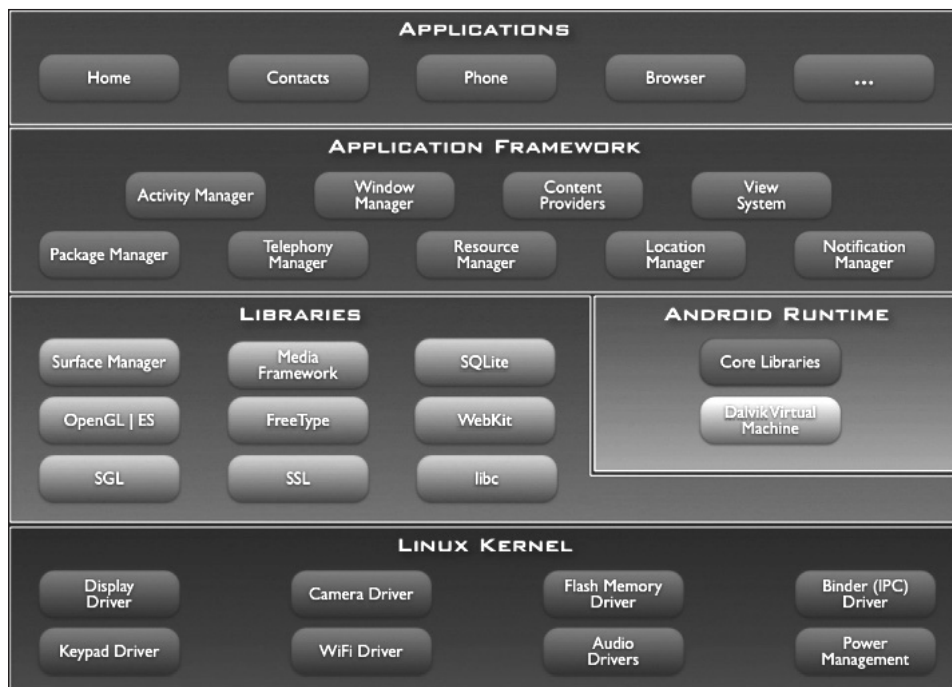 APPLICATIONS
Home
Contacts
Phone
Browser
...
APPLICATION FRAMEWORK
Activity Manager
Window
Manager
Content
Providers
View
System
Package Manager
Telephony
Manager
Resource
Manager
Location
Manager
Notification
Manager
LIBRARIES
Surface Manager
Media
Framework
SQLite
OpenGL | ES
FreeType
WebKit
SGL
SSL
libc
ANDROID RUNTIME
Core Libraries
Dalvik Virtual
Machine
LINUX KERNEL
Display
Driver
Camera Driver
Flash Memory
Driver
Binder (IPC)
Driver
Keypad Driver
WiFi Driver
Audio
Drivers
Power
Management